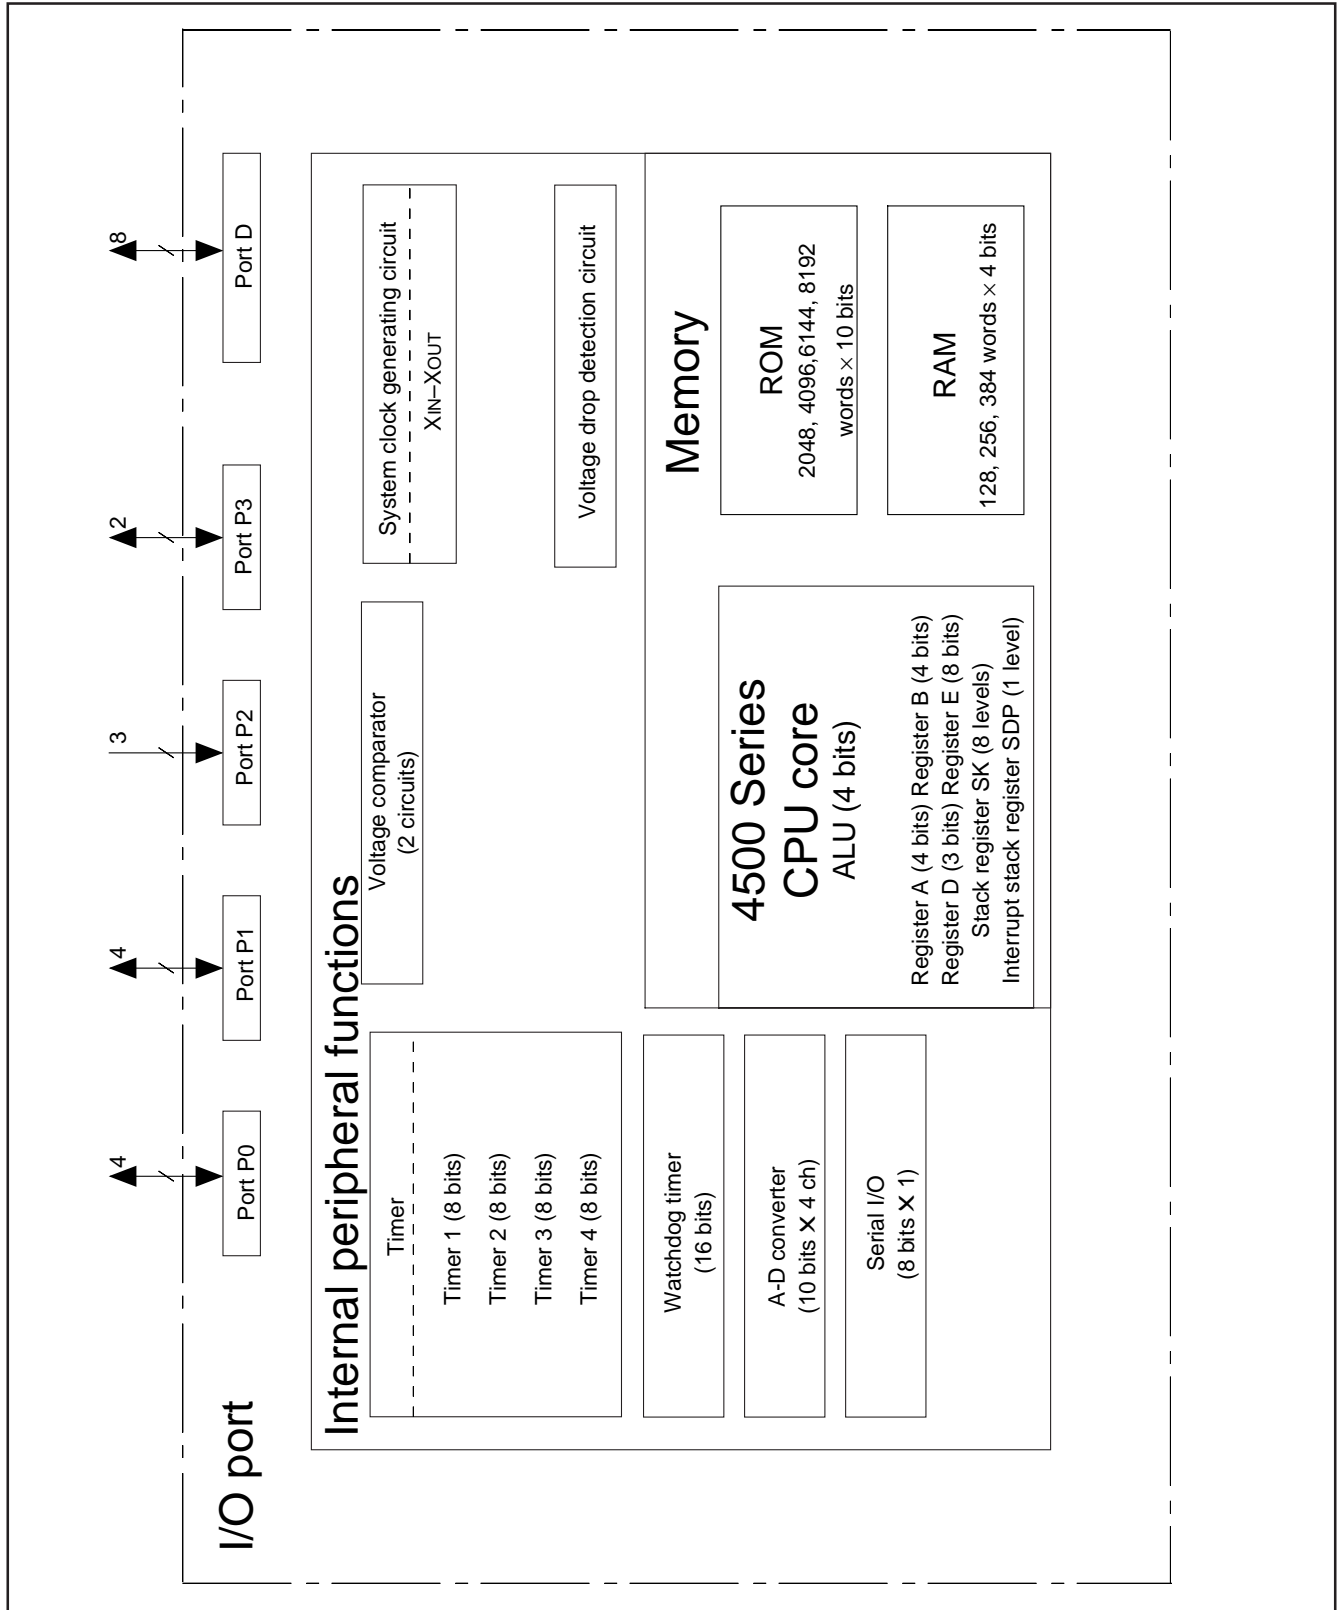 4
4
3
2
8
I/O port
Port P0
Port P1
Port P2
Port P3
Port D
Internal peripheral functions
Timer
Timer 1 (8 bits)
Timer 2 (8 bits)
Timer 3 (8 bits)
Timer 4 (8 bits)
Watchdog timer
(16 bits)
A-D converter
(10 bits ✕ 4 ch)
Serial I/O
(8 bits ✕ 1)
Voltage comparator
(2 circuits)
System clock generating circuit
XIN–XOUT
Voltage drop detection circuit
4500 Series
CPU core
ALU (4 bits)
Register A (4 bits) Register B (4 bits)
Register D (3 bits) Register E (8 bits)
Stack register SK (8 levels)
Interrupt stack register SDP (1 level)
Memory
ROM
2048, 4096,6144, 8192
words × 10 bits
RAM
128, 256, 384 words × 4 bits